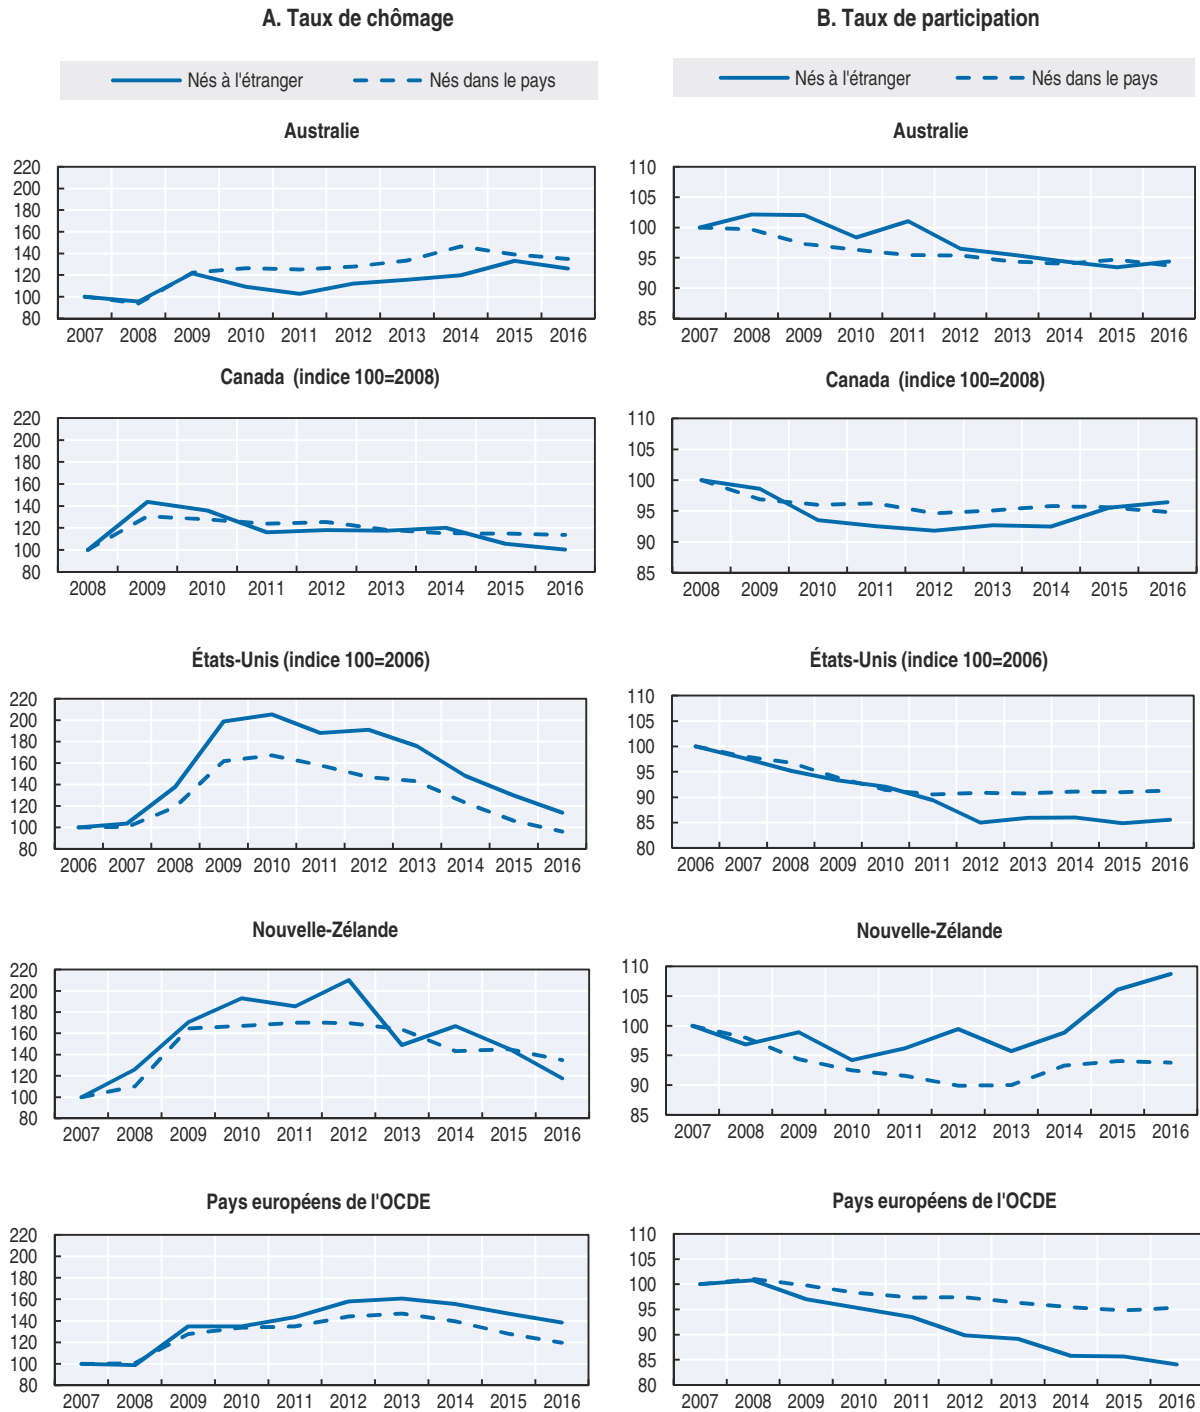 A. Taux de chômage
B. Taux de participation
Nés à l'étranger
Nés dans le pays
Nés à l'étranger
Nés dans le pays
Australie
220
200
180
160
140
120
100
80
2007 2008 2009 2010 2011 2012 2013 2014 2015 2016
Australie
110
105
100
95
90
85
2007 2008 2009 2010 2011 2012 2013 2014 2015 2016
Canada (indice 100=2008)
220
200
180
160
140
120
100
80
2008 2009 2010 2011 2012 2013 2014 2015 2016
Canada (indice 100=2008)
110
105
100
95
90
85
2008 2009 2010 2011 2012 2013 2014 2015 2016
États-Unis (indice 100=2006)
220
200
180
160
140
120
100
80
2006 2007 2008 2009 2010 2011 2012 2013 2014 2015 2016
États-Unis (indice 100=2006)
110
105
100
95
90
85
80
2006 2007 2008 2009 2010 2011 2012 2013 2014 2015 2016
Nouvelle-Zélande
220
200
180
160
140
120
100
80
2007 2008 2009 2010 2011 2012 2013 2014 2015 2016
Nouvelle-Zélande
110
105
100
95
90
85
2007 2008 2009 2010 2011 2012 2013 2014 2015 2016
Pays européens de l'OCDE
220
200
180
160
140
120
100
80
2007 2008 2009 2010 2011 2012 2013 2014 2015 2016
Pays européens de l'OCDE
110
105
100
95
90
85
80
2007 2008 2009 2010 2011 2012 2013 2014 2015 2016